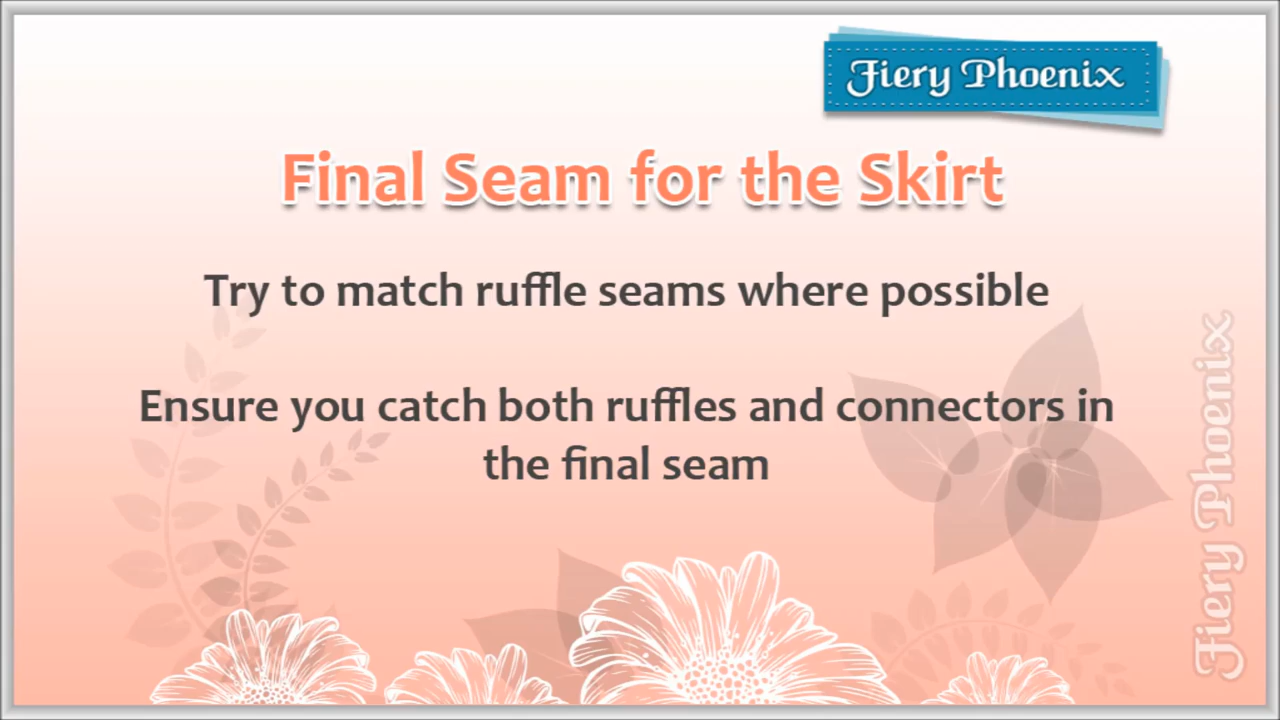 Fiery Phoenix
Final Seam for the Skirt
Try to match ruffle seams where possible
Ensure you catch both ruffles and connectors in
the final seam
Fiery Phoenix